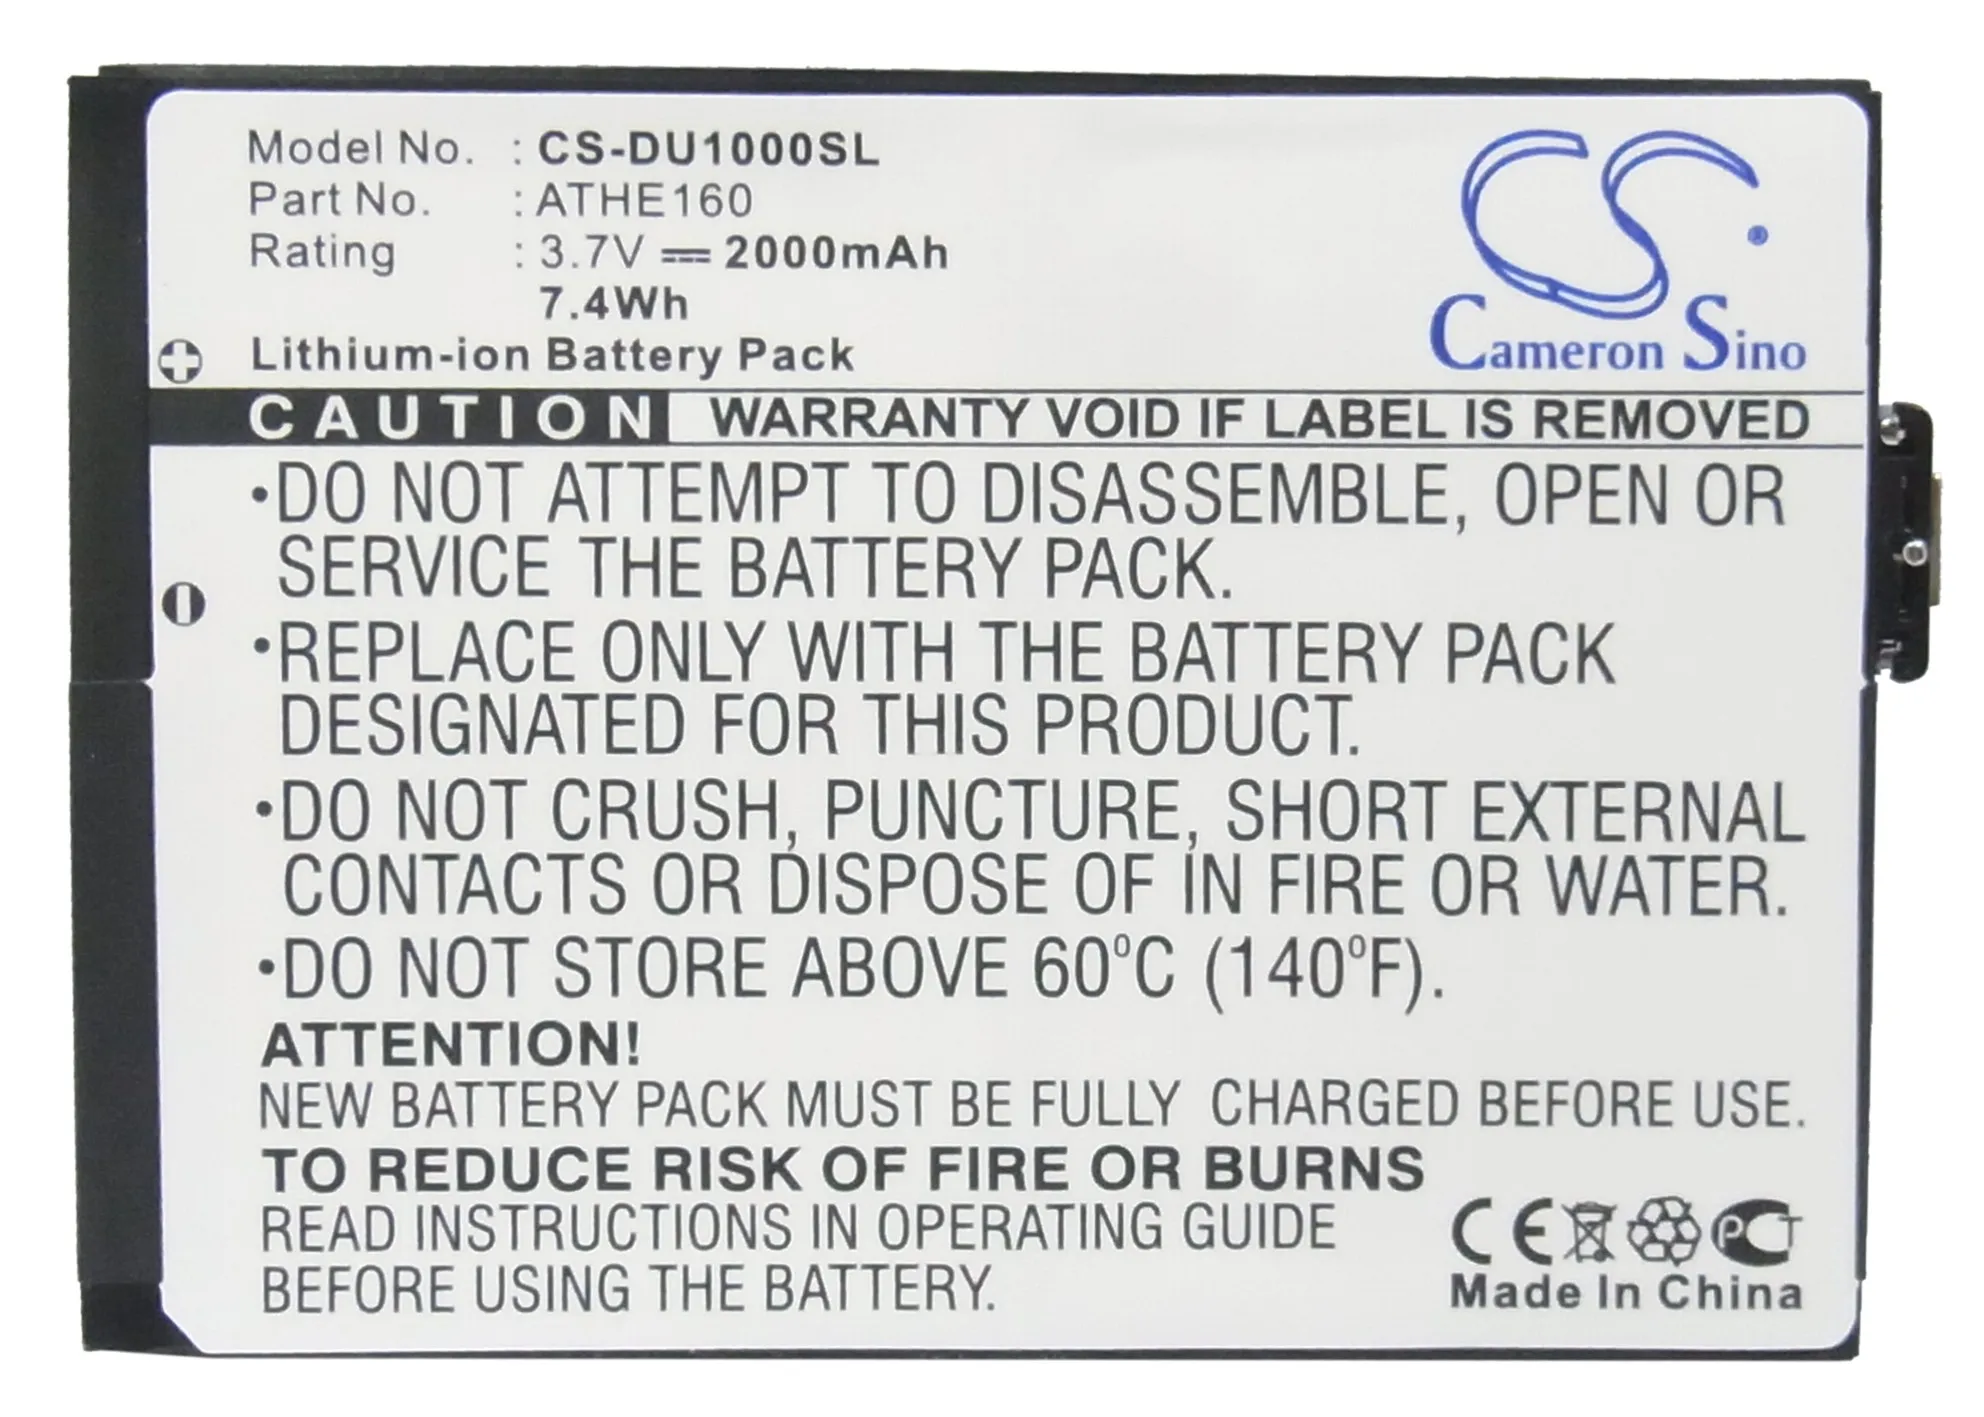 Model No. : CS-DU1000SL
Part No. : ATHE160
Rating : 3.7V 2000mAh
7.4Wh
Lithium-ion Battery Pack
CS ®
Cameron Sino
CAUTION WARRANTY VOID IF LABEL IS REMOVED
•DO NOT ATTEMPT TO DISASSEMBLE, OPEN OR
SERVICE THE BATTERY PACK.
•REPLACE ONLY WITH THE BATTERY PACK
DESIGNATED FOR THIS PRODUCT.
•DO NOT CRUSH, PUNCTURE, SHORT EXTERNAL
CONTACTS OR DISPOSE OF IN FIRE OR WATER.
•DO NOT STORE ABOVE 60°C (140°F).
ATTENTION!
NEW BATTERY PACK MUST BE FULLY CHARGED BEFORE USE.
TO REDUCE RISK OF FIRE OR BURNS
READ INSTRUCTIONS IN OPERATING GUIDE
BEFORE USING THE BATTERY.
CE PCT
Made In China